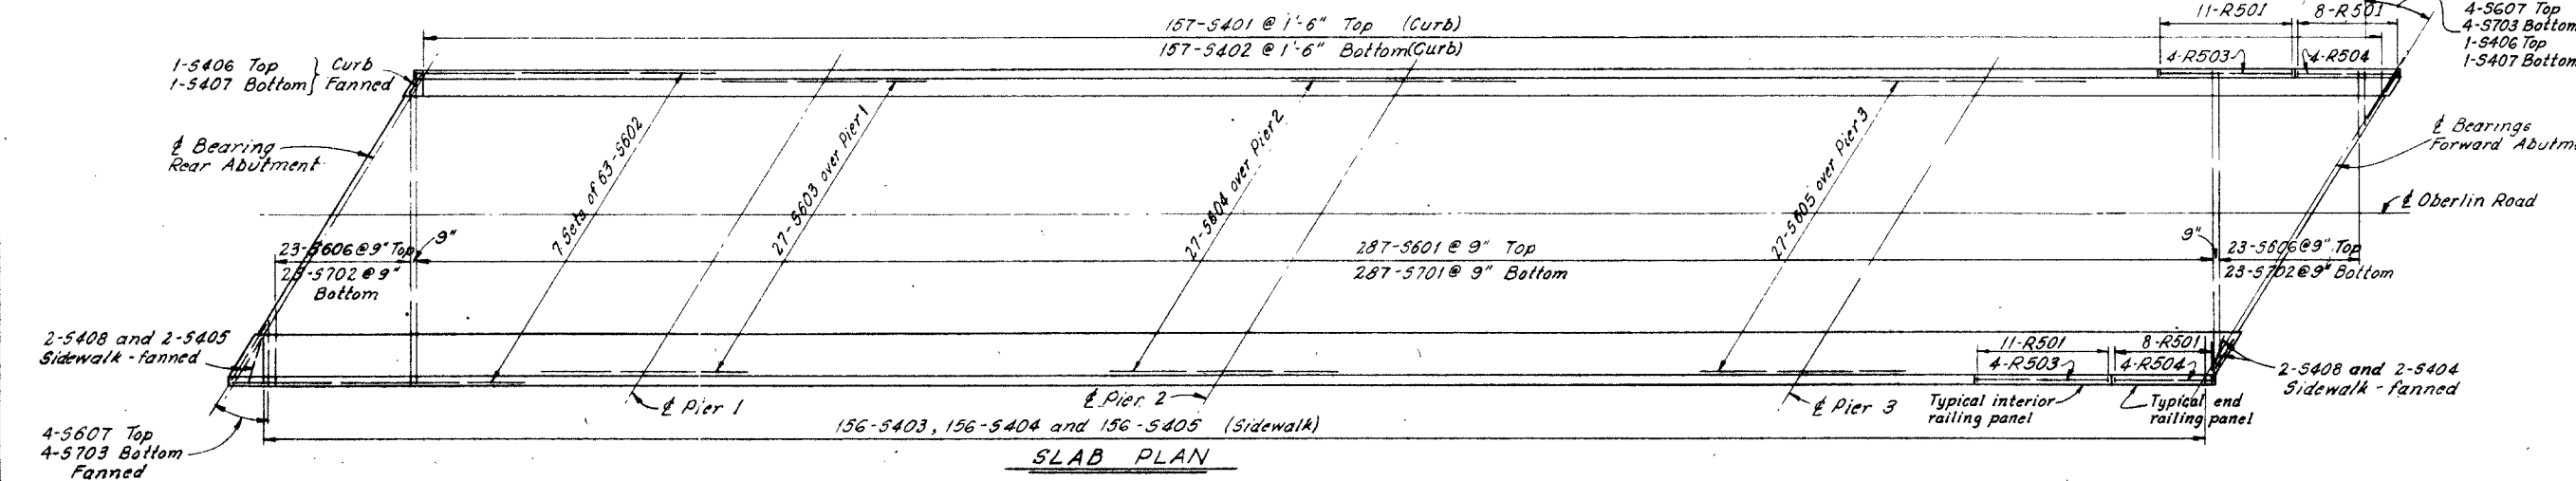 157-S401 @ 1'-6" Top (Curb)
157-S402 @ 1'-6" Bottom(Curb)
11-R501
8-R501
4-R503
4-R504
4-S607 Top
4-S703 Bottom
1-S406 Top
1-S407 Bottom
1-S406 Top } Curb
1-S407 Bottom } Fanned
℄ Bearing
Rear Abutment
7 Sets of 63-S602
27-S603 over Pier 1
27-S604 over Pier 2
27-S605 over Pier 3
℄ Bearings
Forward Abutm
℄ Oberlin Road
23-S606 @ 9" Top
23-S702 @ 9"
Bottom
9"
287-S601 @ 9" Top
287-S701 @ 9" Bottom
9"
23-S606 @ 9" Top
23-S702 @ 9" Bottom
2-S408 and 2-S405
Sidewalk - fanned
11-R501
8-R501
4-R503
4-R504
2-S408 and 2-S404
Sidewalk - fanned
℄ Pier 1
℄ Pier 2
℄ Pier 3
Typical interior
railing panel
Typical end
railing panel
4-S607 Top
4-S703 Bottom
Fanned
156-S403, 156-S404 and 156-S405 (Sidewalk)
SLAB PLAN